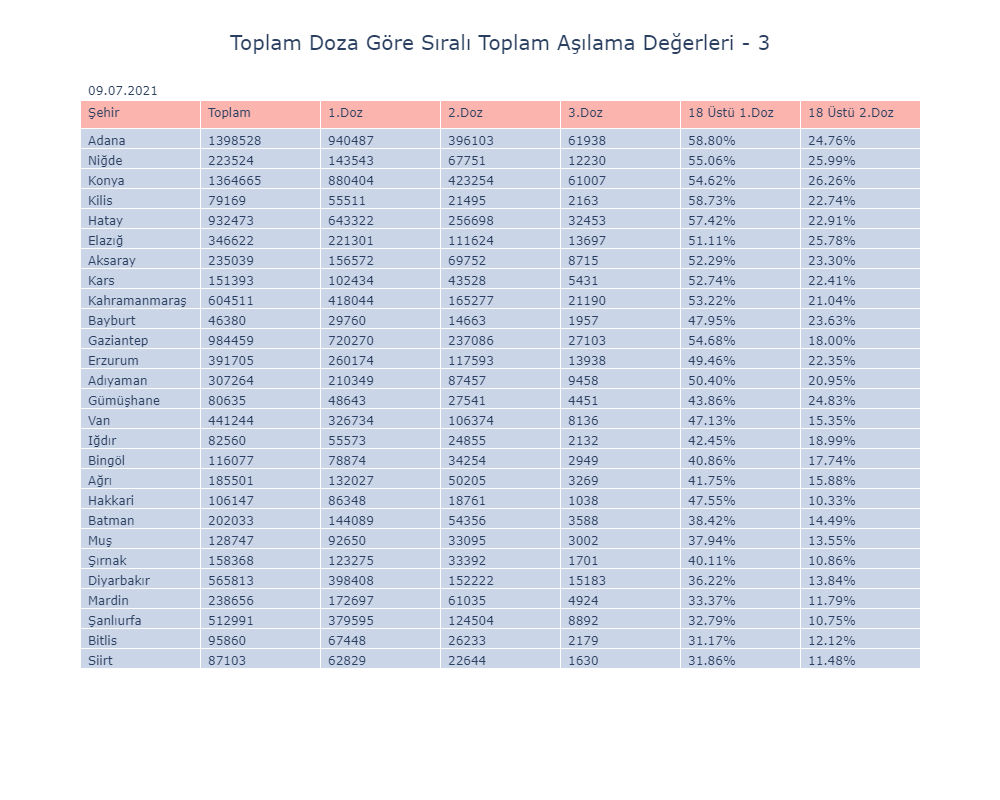 Toplam Doza Göre Sıralı Toplam Aşılama Değerleri - 3
09.07.2021
Şehir Toplam 1.Doz 2.Doz 3.Doz 18 Üstü 1.Doz 18 Üstü 2.Doz
Adana 1398528 940487 396103 61938 58.80% 24.76%
Niğde 223524 143543 67751 12230 55.06% 25.99%
Konya 1364665 880404 423254 61007 54.62% 26.26%
Kilis 79169 55511 21495 2163 58.73% 22.74%
Hatay 932473 643322 256698 32453 57.42% 22.91%
Elazığ 346622 221301 111624 13697 51.11% 25.78%
Aksaray 235039 156572 69752 8715 52.29% 23.30%
Kars 151393 102434 43528 5431 52.74% 22.41%
Kahramanmaraş 604511 418044 165277 21190 53.22% 21.04%
Bayburt 46380 29760 14663 1957 47.95% 23.63%
Gaziantep 984459 720270 237086 27103 54.68% 18.00%
Erzurum 391705 260174 117593 13938 49.46% 22.35%
Adıyaman 307264 210349 87457 9458 50.40% 20.95%
Gümüşhane 80635 48643 27541 4451 43.86% 24.83%
Van 441244 326734 106374 8136 47.13% 15.35%
Iğdır 82560 55573 24855 2132 42.45% 18.99%
Bingöl 116077 78874 34254 2949 40.86% 17.74%
Ağrı 185501 132027 50205 3269 41.75% 15.88%
Hakkari 106147 86348 18761 1038 47.55% 10.33%
Batman 202033 144089 54356 3588 38.42% 14.49%
Muş 128747 92650 33095 3002 37.94% 13.55%
Şırnak 158368 123275 33392 1701 40.11% 10.86%
Diyarbakır 565813 398408 152222 15183 36.22% 13.84%
Mardin 238656 172697 61035 4924 33.37% 11.79%
Şanlıurfa 512991 379595 124504 8892 32.79% 10.75%
Bitlis 95860 67448 26233 2179 31.17% 12.12%
Siirt 87103 62829 22644 1630 31.86% 11.48%